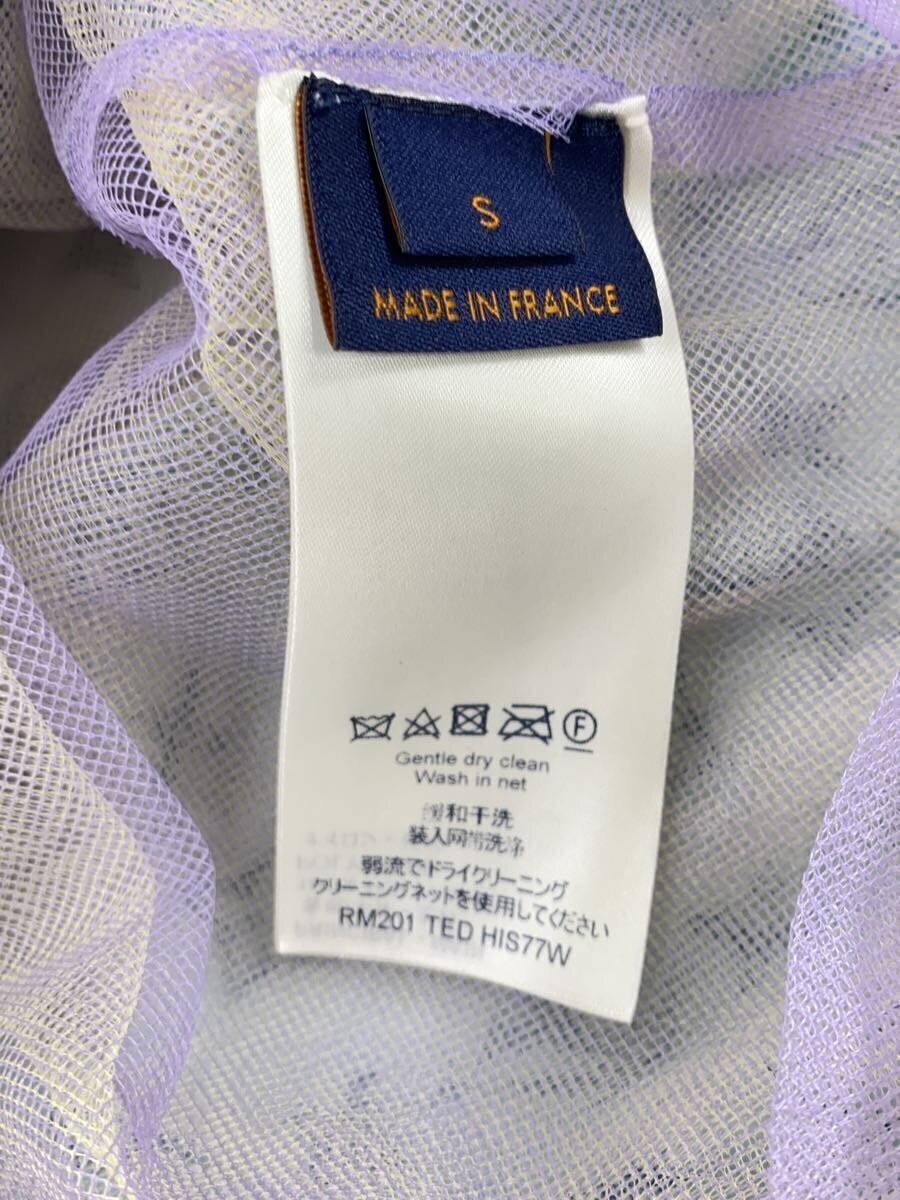 S
MADE IN FRANCE
F
Gentle dry clean
Wash in net
缓和干洗
装入网带洗净
弱流でドライクリーニング
クリーニングネットを使用してください
RM201 TED HIS77W